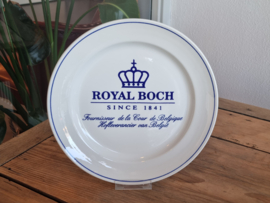 ROYAL BOCH
SINCE 1841
Fournisseur de la Cour de Belgique
Hofleverancier van België